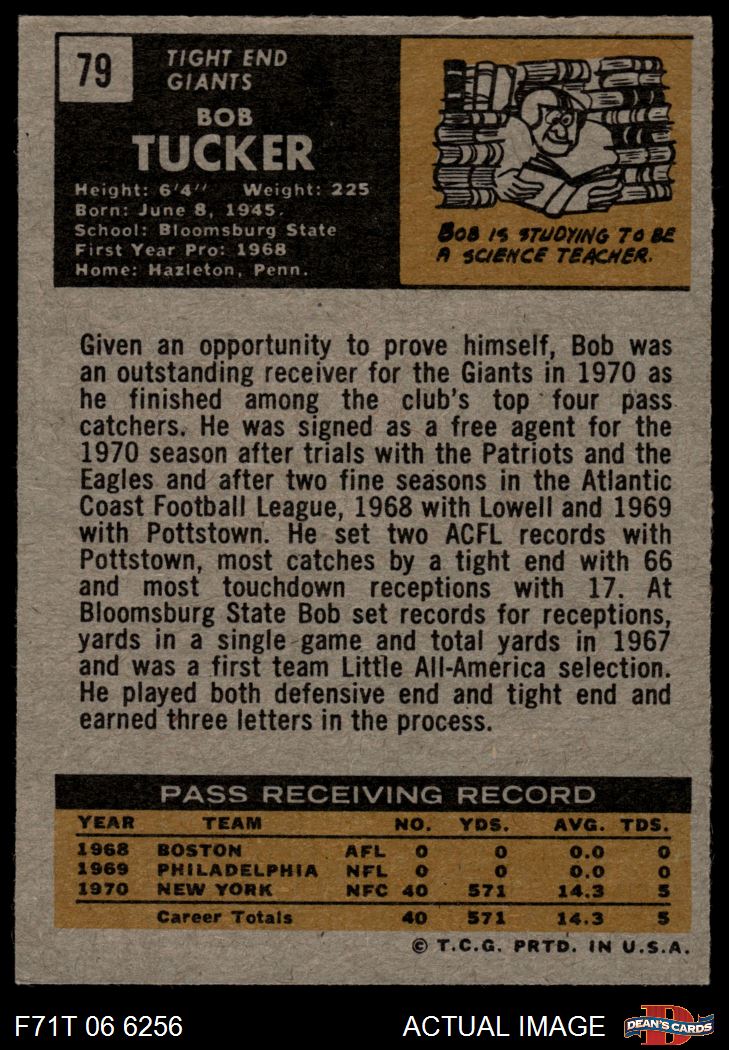 79
TIGHT END
GIANTS
BOB
TUCKER
Height: 6'4" Weight: 225
Born: June 8, 1945.
School: Bloomsburg State
First Year Pro: 1968
Home: Hazleton, Penn.
BOB IS STUDYING TO BE
A SCIENCE TEACHER.
Given an opportunity to prove himself, Bob was
an outstanding receiver for the Giants in 1970 as
he finished among the club's top four pass
catchers. He was signed as a free agent for the
1970 season after trials with the Patriots and the
Eagles and after two fine seasons in the Atlantic
Coast Football League, 1968 with Lowell and 1969
with Pottstown. He set two ACFL records with
Pottstown, most catches by a tight end with 66
and most touchdown receptions with 17. At
Bloomsburg State Bob set records for receptions,
yards in a single game and total yards in 1967
and was a first team Little All-America selection.
He played both defensive end and tight end and
earned three letters in the process.
PASS RECEIVING RECORD
YEAR TEAM NO. YDS. AVG. TDS.
1968 BOSTON AFL 0 0 0.0 0
1969 PHILADELPHIA NFL 0 0 0.0 0
1970 NEW YORK NFC 40 571 14.3 5
Career Totals 40 571 14.3 5
© T.C.G. PRTD. IN U.S.A.
F71T 06 6256 ACTUAL IMAGE
D
DEAN'S CARDS